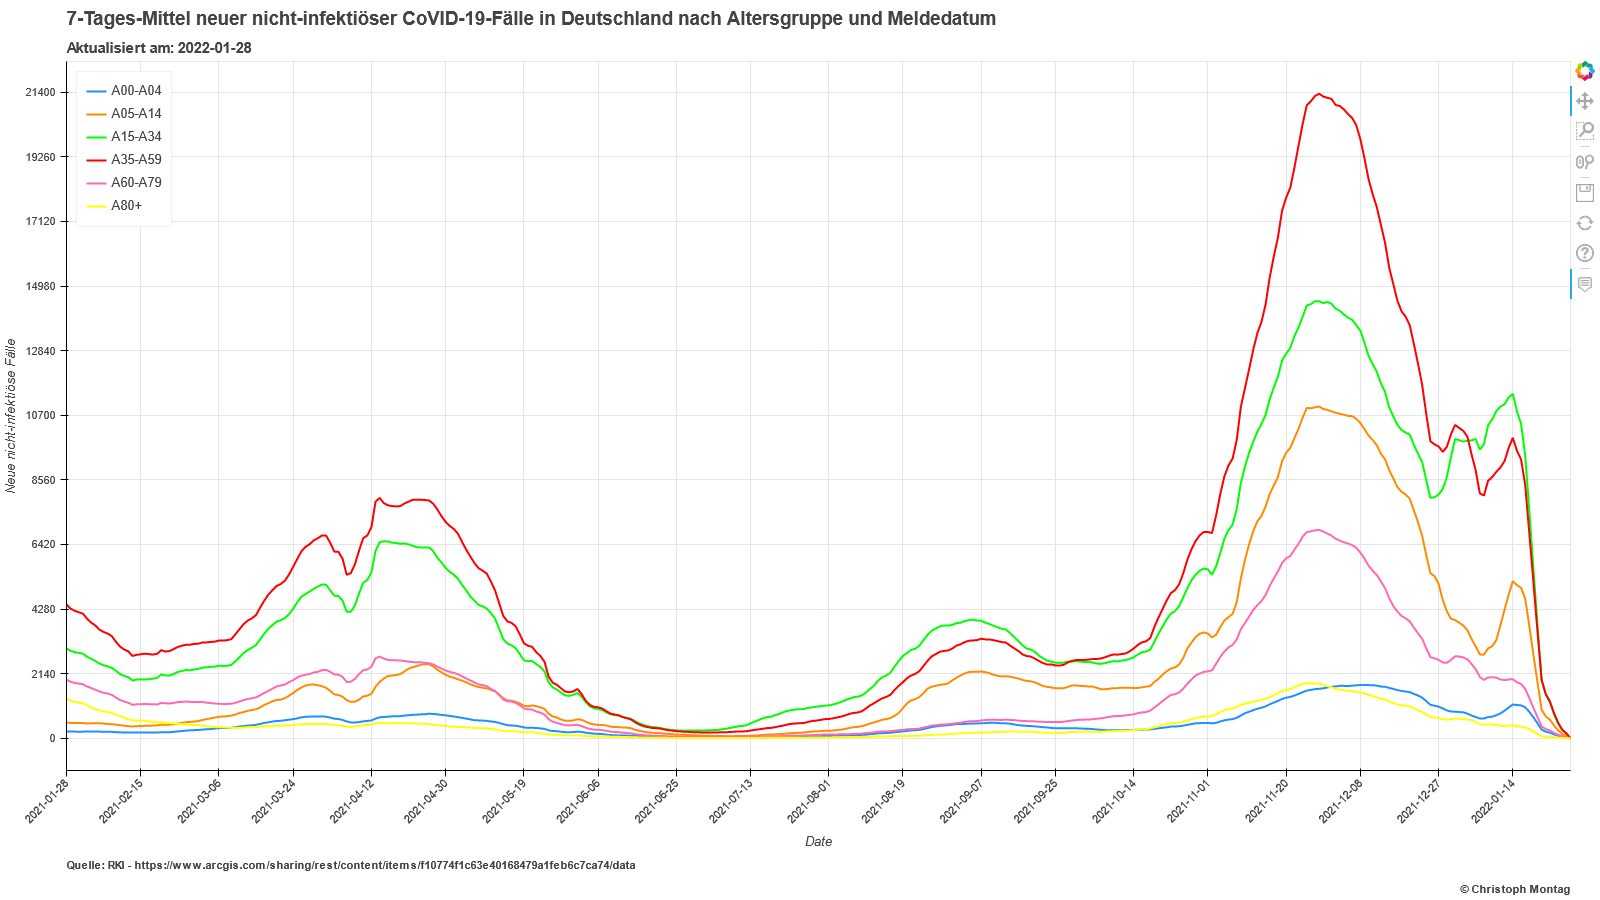 7-Tages-Mittel neuer nicht-infektiöser CoVID-19-Fälle in Deutschland nach Altersgruppe und Meldedatum
Aktualisiert am: 2022-01-28
A00-A04
A05-A14
A15-A34
A35-A59
A60-A79
A80+
21400
19260
17120
14980
12840
10700
8560
6420
4280
2140
0
Neue nicht-infektiöse Fälle
2021-01-28
2021-02-15
2021-03-06
2021-03-24
2021-04-12
2021-04-30
2021-05-19
2021-06-06
2021-06-25
2021-07-13
2021-08-01
2021-08-19
2021-09-07
2021-09-25
2021-10-14
2021-11-01
2021-11-20
2021-12-08
2021-12-27
2022-01-14
Date
Quelle: RKI - https://www.arcgis.com/sharing/rest/content/items/f10774f1c63e40168479a1feb6c7ca74/data
© Christoph Montag